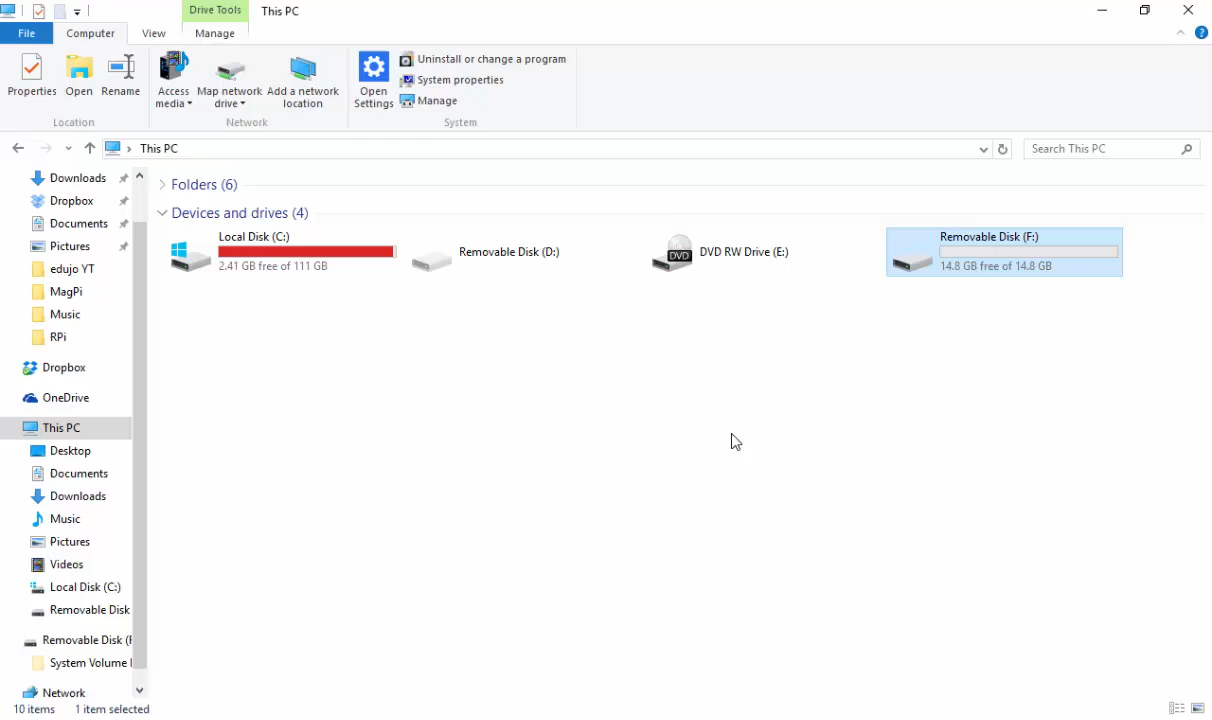 Drive Tools
This PC
File
Computer
View
Manage
Properties
Open
Rename
Access media
Map network drive
Add a network location
Open Settings
Uninstall or change a program
System properties
Manage
Location
Network
System
This PC
Search This PC
Downloads
Dropbox
Documents
Pictures
edujo YT
MagPi
Music
RPi
Dropbox
OneDrive
This PC
Desktop
Documents
Downloads
Music
Pictures
Videos
Local Disk (C:)
Removable Disk
Removable Disk (F
System Volume I
Network
Folders (6)
Devices and drives (4)
Local Disk (C:)
2.41 GB free of 111 GB
Removable Disk (D:)
DVD
DVD RW Drive (E:)
Removable Disk (F:)
14.8 GB free of 14.8 GB
10 items
1 item selected